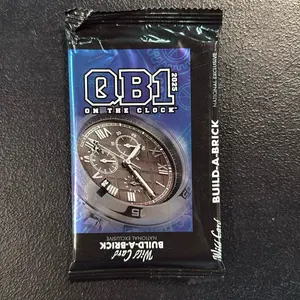 QB1
2025
ON THE CLOCK
Wild Card
BUILD-A-BRICK
NATIONAL EXCLUSIVE
Wild Card
BUILD-A-BRICK
NATIONAL EXCLUSIVE